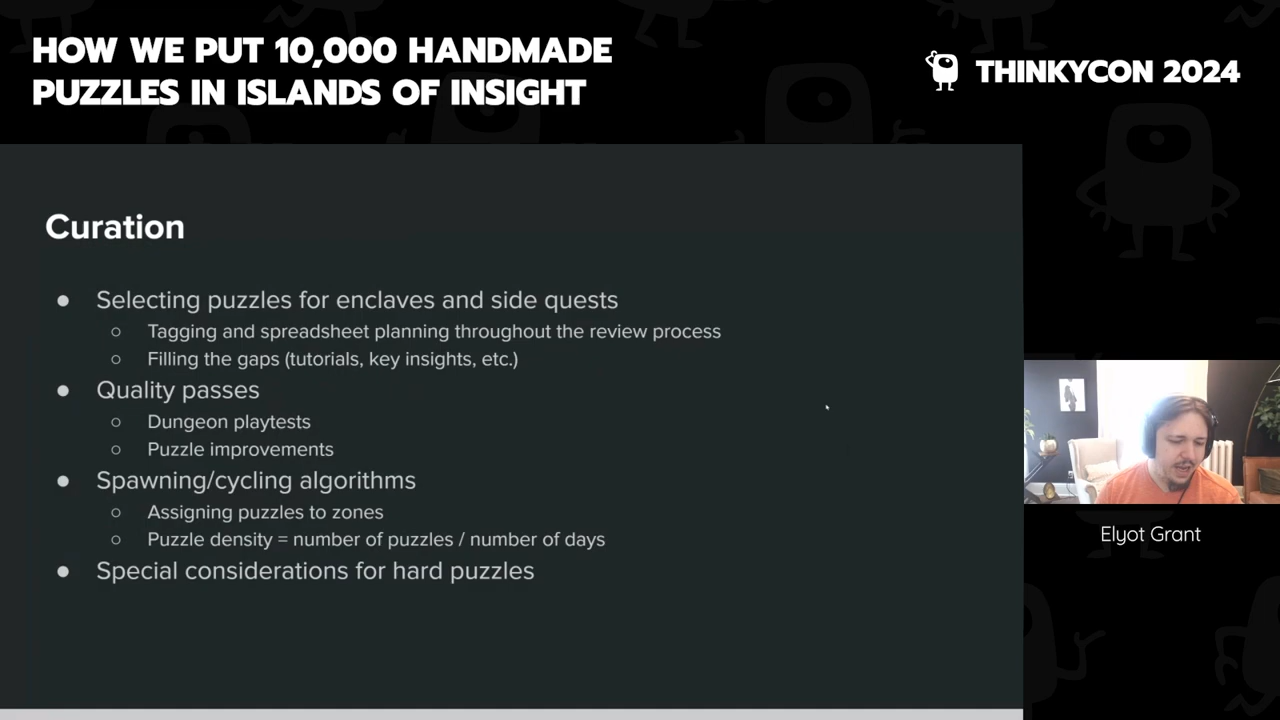 HOW WE PUT 10,000 HANDMADE
PUZZLES IN ISLANDS OF INSIGHT
THINKYCON 2024
Curation
● Selecting puzzles for enclaves and side quests
○ Tagging and spreadsheet planning throughout the review process
○ Filling the gaps (tutorials, key insights, etc.)
● Quality passes
○ Dungeon playtests
○ Puzzle improvements
● Spawning/cycling algorithms
○ Assigning puzzles to zones
○ Puzzle density = number of puzzles / number of days
● Special considerations for hard puzzles
Elyot Grant